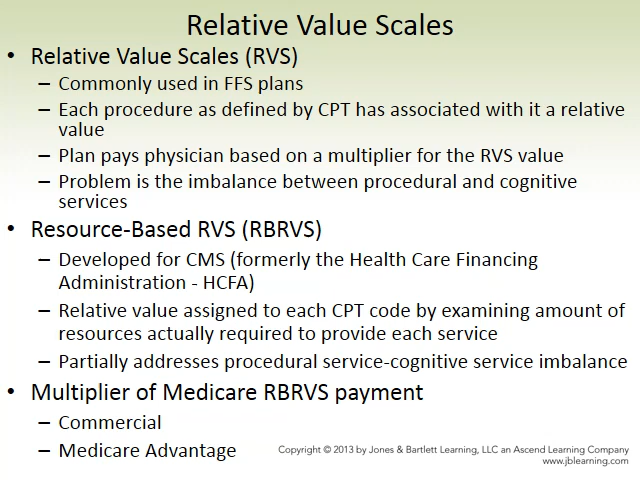 Relative Value Scales
• Relative Value Scales (RVS)
– Commonly used in FFS plans
– Each procedure as defined by CPT has associated with it a relative
value
– Plan pays physician based on a multiplier for the RVS value
– Problem is the imbalance between procedural and cognitive
services
• Resource-Based RVS (RBRVS)
– Developed for CMS (formerly the Health Care Financing
Administration - HCFA)
– Relative value assigned to each CPT code by examining amount of
resources actually required to provide each service
– Partially addresses procedural service-cognitive service imbalance
• Multiplier of Medicare RBRVS payment
– Commercial
– Medicare Advantage
Copyright © 2013 by Jones & Bartlett Learning, LLC an Ascend Learning Company
www.jblearning.com